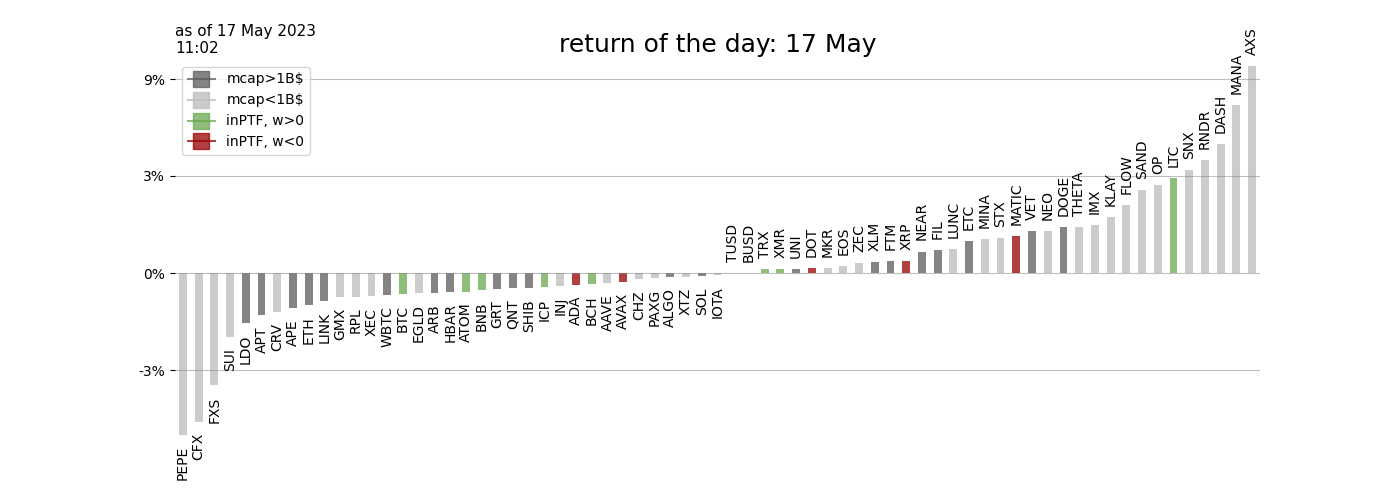 as of 17 May 2023
11:02
return of the day: 17 May
mcap>1B$
mcap<1B$
inPTF, w>0
inPTF, w<0
9%
3%
0%
-3%
PEPE
CFX
FXS
SUI
LDO
APT
CRV
APE
ETH
LINK
GMX
RPL
XEC
WBTC
BTC
EGLD
ARB
HBAR
ATOM
BNB
GRT
QNT
SHIB
ICP
INJ
ADA
BCH
AAVE
AVAX
CHZ
PAXG
ALGO
XTZ
SOL
IOTA
TUSD
BUSD
TRX
XMR
UNI
DOT
MKR
EOS
ZEC
XLM
FTM
XRP
NEAR
FIL
LUNC
ETC
MINA
STX
MATIC
VET
NEO
DOGE
THETA
IMX
KLAY
FLOW
SAND
OP
LTC
SNX
RNDR
DASH
MANA
AXS